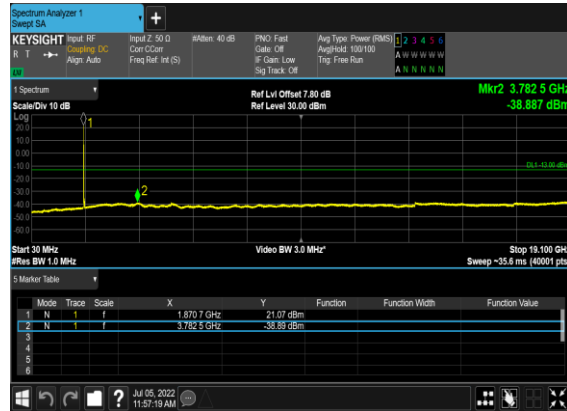 Spectrum Analyzer 1
Swept SA
+
KEYSIGHT Input: RF Input Z: 50 Ω #Atten: 40 dB PNO: Fast Avg Type: Power (RMS) 1 2 3 4 5 6
R T Coupling: DC Corr CCorr Gate: Off Avg|Hold: 100/100 A W W W W W
Align: Auto Freq Ref: Int (S) IF Gain: Low Trig: Free Run
LW Sig Track: Off A N N N N N
1 Spectrum Ref Lvl Offset 7.80 dB Mkr2 3.782 5 GHz
Scale/Div 10 dB Ref Level 30.00 dBm -38.887 dBm
Log
1
20.0
10.0
0.00
-10.0 DL1 -13.00 dBm
-20.0
-30.0
2
-40.0
-50.0
-60.0
Start 30 MHz Video BW 3.0 MHz* Stop 19.100 GHz
#Res BW 1.0 MHz Sweep ~35.6 ms (40001 pts)
5 Marker Table
Mode Trace Scale X Y Function Function Width Function Value
1 N 1 f 1.870 7 GHz 21.07 dBm
2 N 1 f 3.782 5 GHz -38.89 dBm
3
4
5
6
? Jul 05, 2022
11:57:19 AM